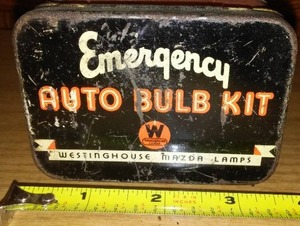 Emergency
AUTO BULB KIT
W
WESTINGHOUSE MAZDA LAMPS
1 2 3